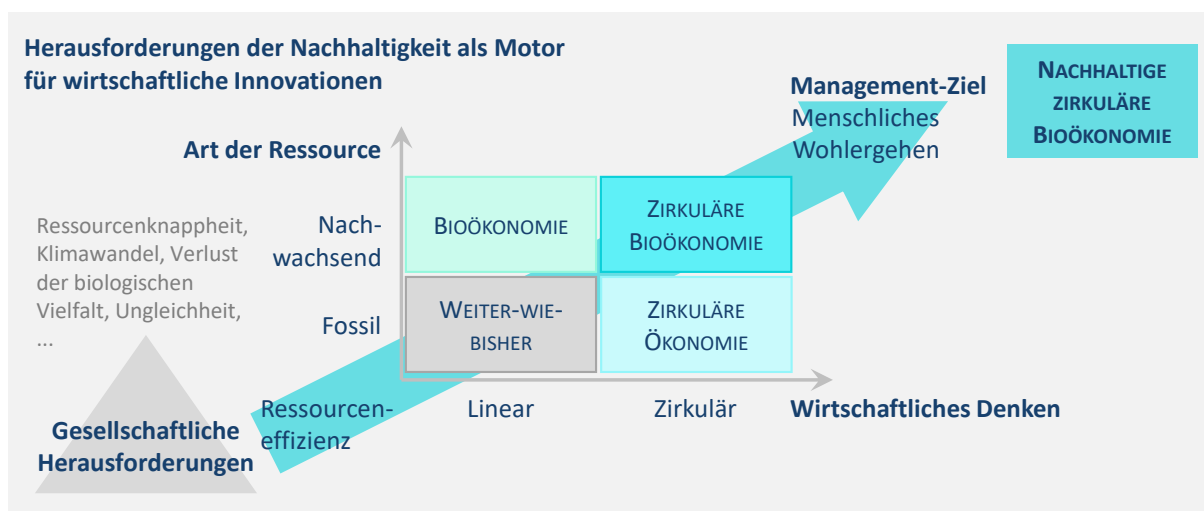 Herausforderungen der Nachhaltigkeit als Motor
für wirtschaftliche Innovationen
Management-Ziel
Menschliches
Wohlergehen
NACHHALTIGE
ZIRKULÄRE
BIOÖKONOMIE
Art der Ressource
Ressourcenknappheit,
Klimawandel, Verlust
der biologischen
Vielfalt, Ungleichheit,
...
Nach-
wachsend
BIOÖKONOMIE
ZIRKULÄRE
BIOÖKONOMIE
Fossil
WEITER-WIE-
BISHER
ZIRKULÄRE
ÖKONOMIE
Gesellschaftliche
Herausforderungen
Ressourcen-
effizienz
Linear
Zirkulär
Wirtschaftliches Denken